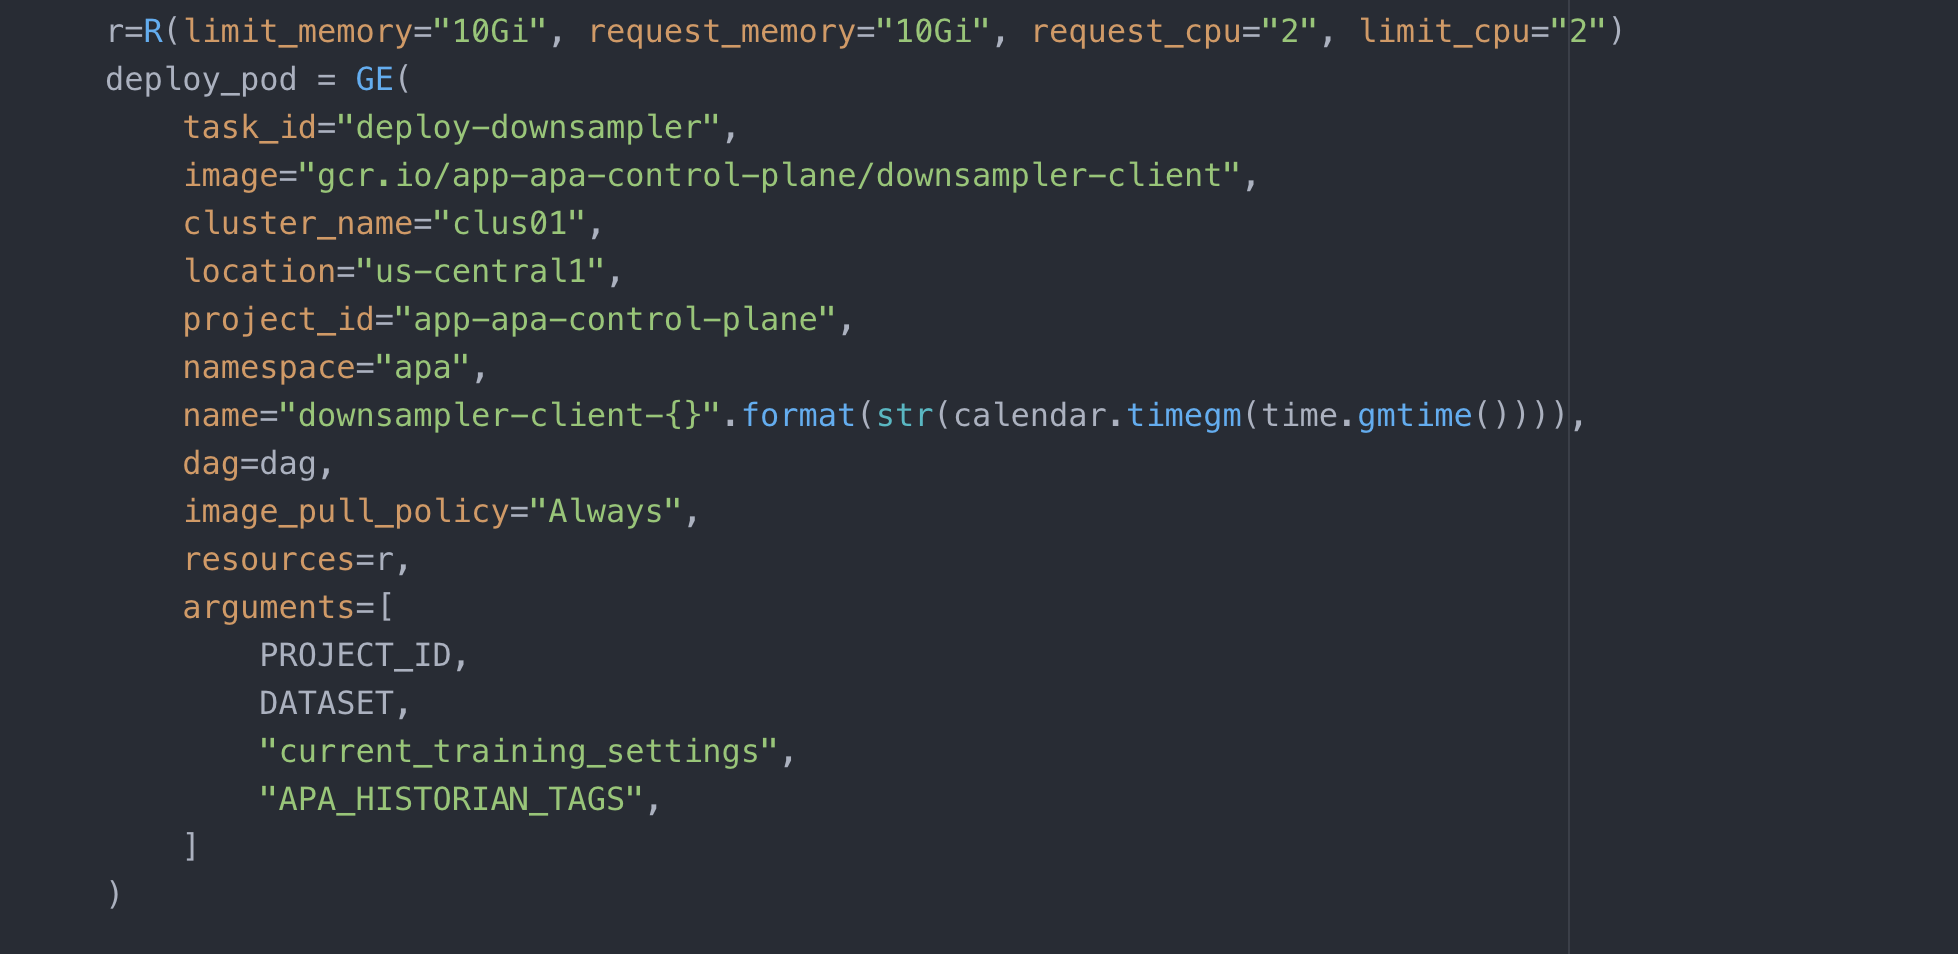 r=R(limit_memory="10Gi", request_memory="10Gi", request_cpu="2", limit_cpu="2")
deploy_pod = GE(
    task_id="deploy-downsampler",
    image="gcr.io/app-apa-control-plane/downsampler-client",
    cluster_name="clus01",
    location="us-central1",
    project_id="app-apa-control-plane",
    namespace="apa",
    name="downsampler-client-{}".format(str(calendar.timegm(time.gmtime()))),
    dag=dag,
    image_pull_policy="Always",
    resources=r,
    arguments=[
        PROJECT_ID,
        DATASET,
        "current_training_settings",
        "APA_HISTORIAN_TAGS",
    ]
)